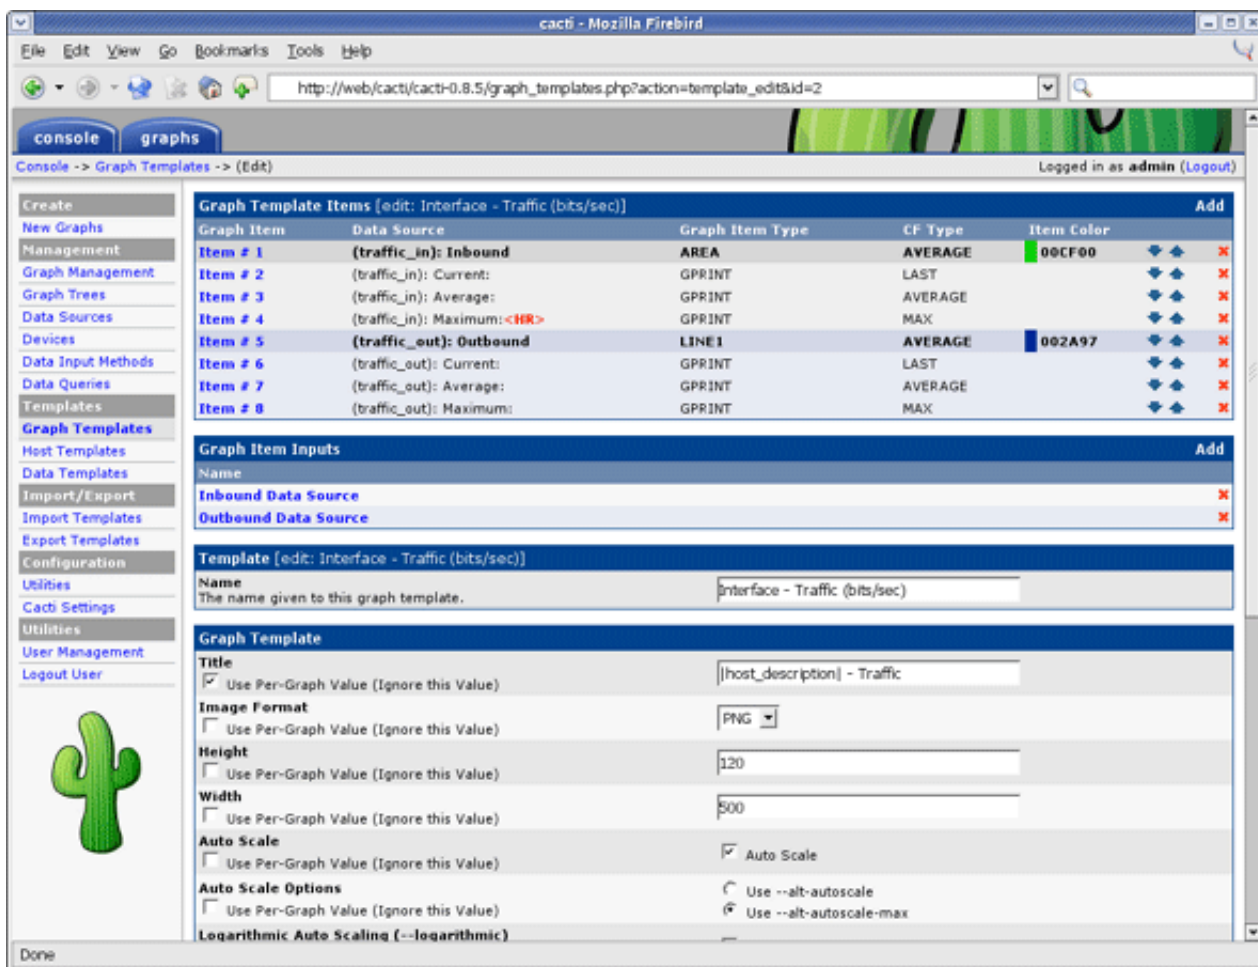 cacti - Mozilla Firebird
File Edit View Go Bookmarks Tools Help
http://web/cacti/cacti-0.8.5/graph_templates.php?action=template_edit&id=2
console graphs
Console -> Graph Templates -> (Edit) Logged in as admin (Logout)
Create
New Graphs
Management
Graph Management
Graph Trees
Data Sources
Devices
Data Input Methods
Data Queries
Templates
Graph Templates
Host Templates
Data Templates
Import/Export
Import Templates
Export Templates
Configuration
Utilities
Cacti Settings
Utilities
User Management
Logout User
Graph Template Items [edit: Interface - Traffic (bits/sec)] Add
Graph Item Data Source Graph Item Type CF Type Item Color
Item # 1 (traffic_in): Inbound AREA AVERAGE 00CF00
Item # 2 (traffic_in): Current: GPRINT LAST
Item # 3 (traffic_in): Average: GPRINT AVERAGE
Item # 4 (traffic_in): Maximum:<HR> GPRINT MAX
Item # 5 (traffic_out): Outbound LINE1 AVERAGE 002A97
Item # 6 (traffic_out): Current: GPRINT LAST
Item # 7 (traffic_out): Average: GPRINT AVERAGE
Item # 8 (traffic_out): Maximum: GPRINT MAX
Graph Item Inputs Add
Name
Inbound Data Source
Outbound Data Source
Template [edit: Interface - Traffic (bits/sec)]
Name
The name given to this graph template.
Interface - Traffic (bits/sec)
Graph Template
Title
Use Per-Graph Value (Ignore this Value)
|host_description| - Traffic
Image Format
Use Per-Graph Value (Ignore this Value)
PNG
Height
Use Per-Graph Value (Ignore this Value)
120
Width
Use Per-Graph Value (Ignore this Value)
500
Auto Scale
Use Per-Graph Value (Ignore this Value)
Auto Scale
Auto Scale Options
Use Per-Graph Value (Ignore this Value)
Use --alt-autoscale
Use --alt-autoscale-max
Logarithmic Auto Scaling (--logarithmic)
Done